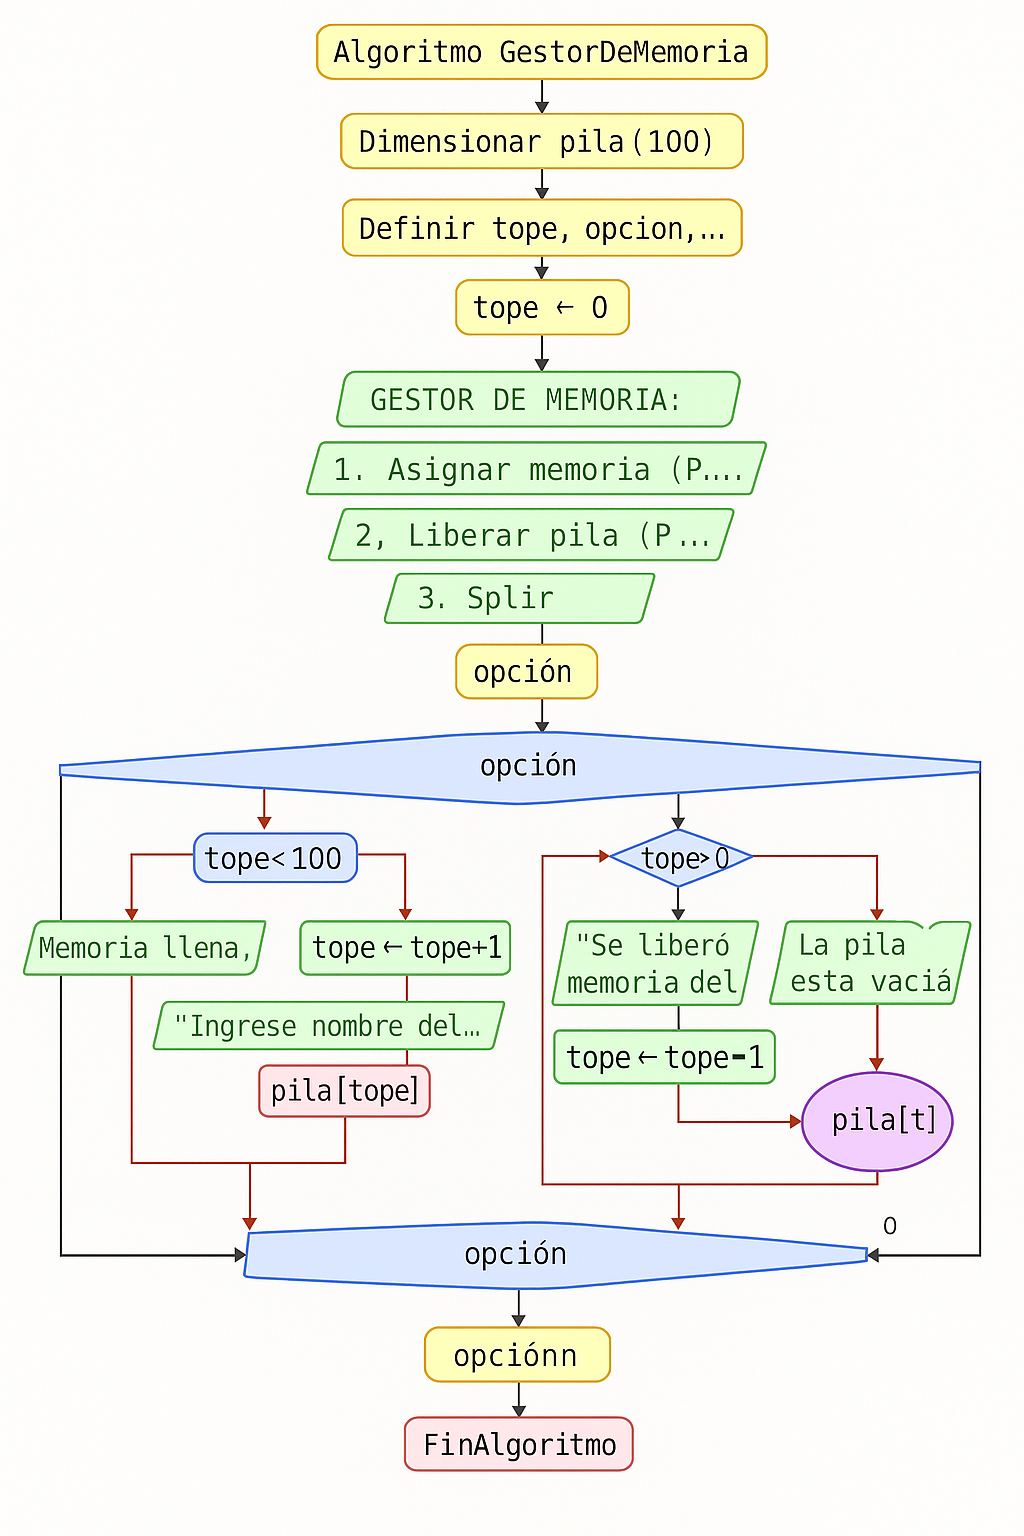 Algoritmo GestorDeMemoria
Dimensionar pila(100)
Definir tope, opcion,...
tope ← 0
GESTOR DE MEMORIA:
1. Asignar memoria (P....
2, Liberar pila (P...
3. Splir
opción
opción
tope<100
tope>0
Memoria llena,
tope←tope+1
"Se liberó
memoria del
La pila
esta vaciá
"Ingrese nombre del…
tope←tope-1
pila[tope]
pila[t]
0
opción
opciónn
FinAlgoritmo